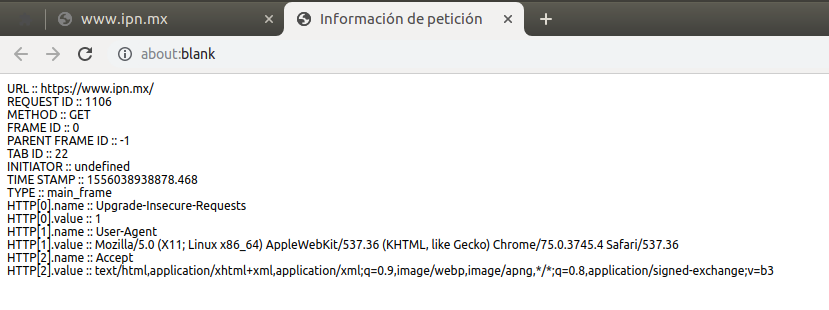 www.ipn.mx
Información de petición
about:blank
URL :: https://www.ipn.mx/
REQUEST ID :: 1106
METHOD :: GET
FRAME ID :: 0
PARENT FRAME ID :: -1
TAB ID :: 22
INITIATOR :: undefined
TIME STAMP :: 1556038938878.468
TYPE :: main_frame
HTTP[0].name :: Upgrade-Insecure-Requests
HTTP[0].value :: 1
HTTP[1].name :: User-Agent
HTTP[1].value :: Mozilla/5.0 (X11; Linux x86_64) AppleWebKit/537.36 (KHTML, like Gecko) Chrome/75.0.3745.4 Safari/537.36
HTTP[2].name :: Accept
HTTP[2].value :: text/html,application/xhtml+xml,application/xml;q=0.9,image/webp,image/apng,*/*;q=0.8,application/signed-exchange;v=b3